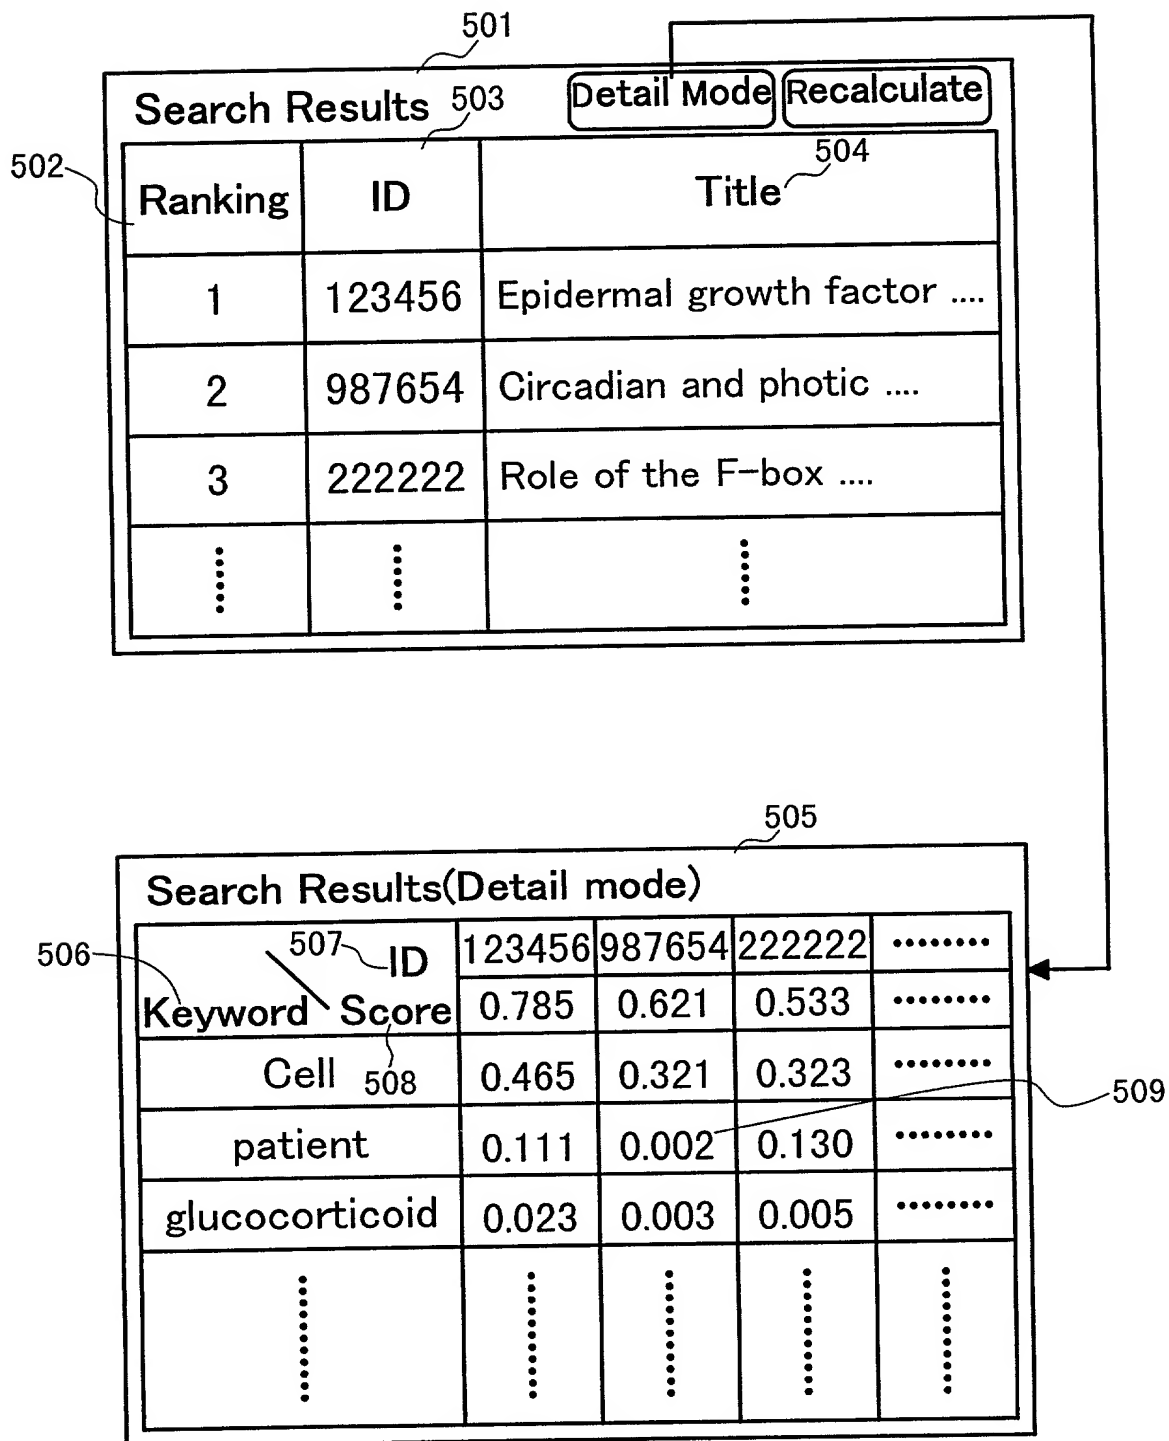 501
Search Results 503 Detail Mode Recalculate
502 Ranking ID Title 504
1 123456 Epidermal growth factor ....
2 987654 Circadian and photic ....
3 222222 Role of the F-box ....
505
Search Results(Detail mode)
506 507 ID 123456 987654 222222 ........
Keyword Score 0.785 0.621 0.533 ........
Cell 508 0.465 0.321 0.323 ........
509
patient 0.111 0.002 0.130 ........
glucocorticoid 0.023 0.003 0.005 ........